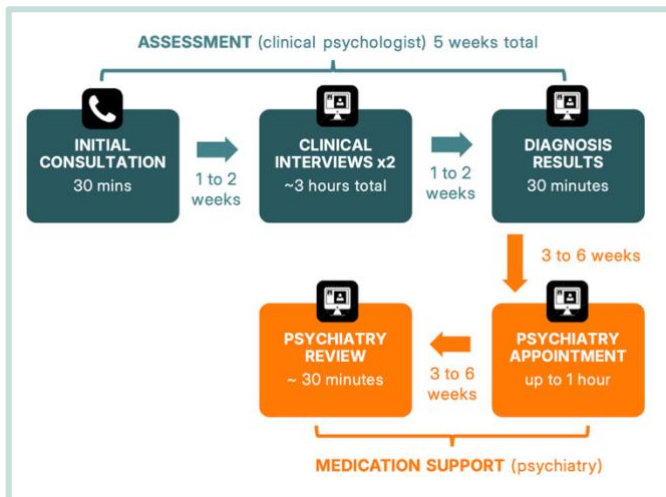 ASSESSMENT (clinical psychologist) 5 weeks total
INITIAL
CONSULTATION
30 mins
1 to 2
weeks
CLINICAL
INTERVIEWS x2
~3 hours total
1 to 2
weeks
DIAGNOSIS
RESULTS
30 minutes
3 to 6 weeks
PSYCHIATRY
APPOINTMENT
up to 1 hour
3 to 6
weeks
PSYCHIATRY
REVIEW
~ 30 minutes
MEDICATION SUPPORT (psychiatry)